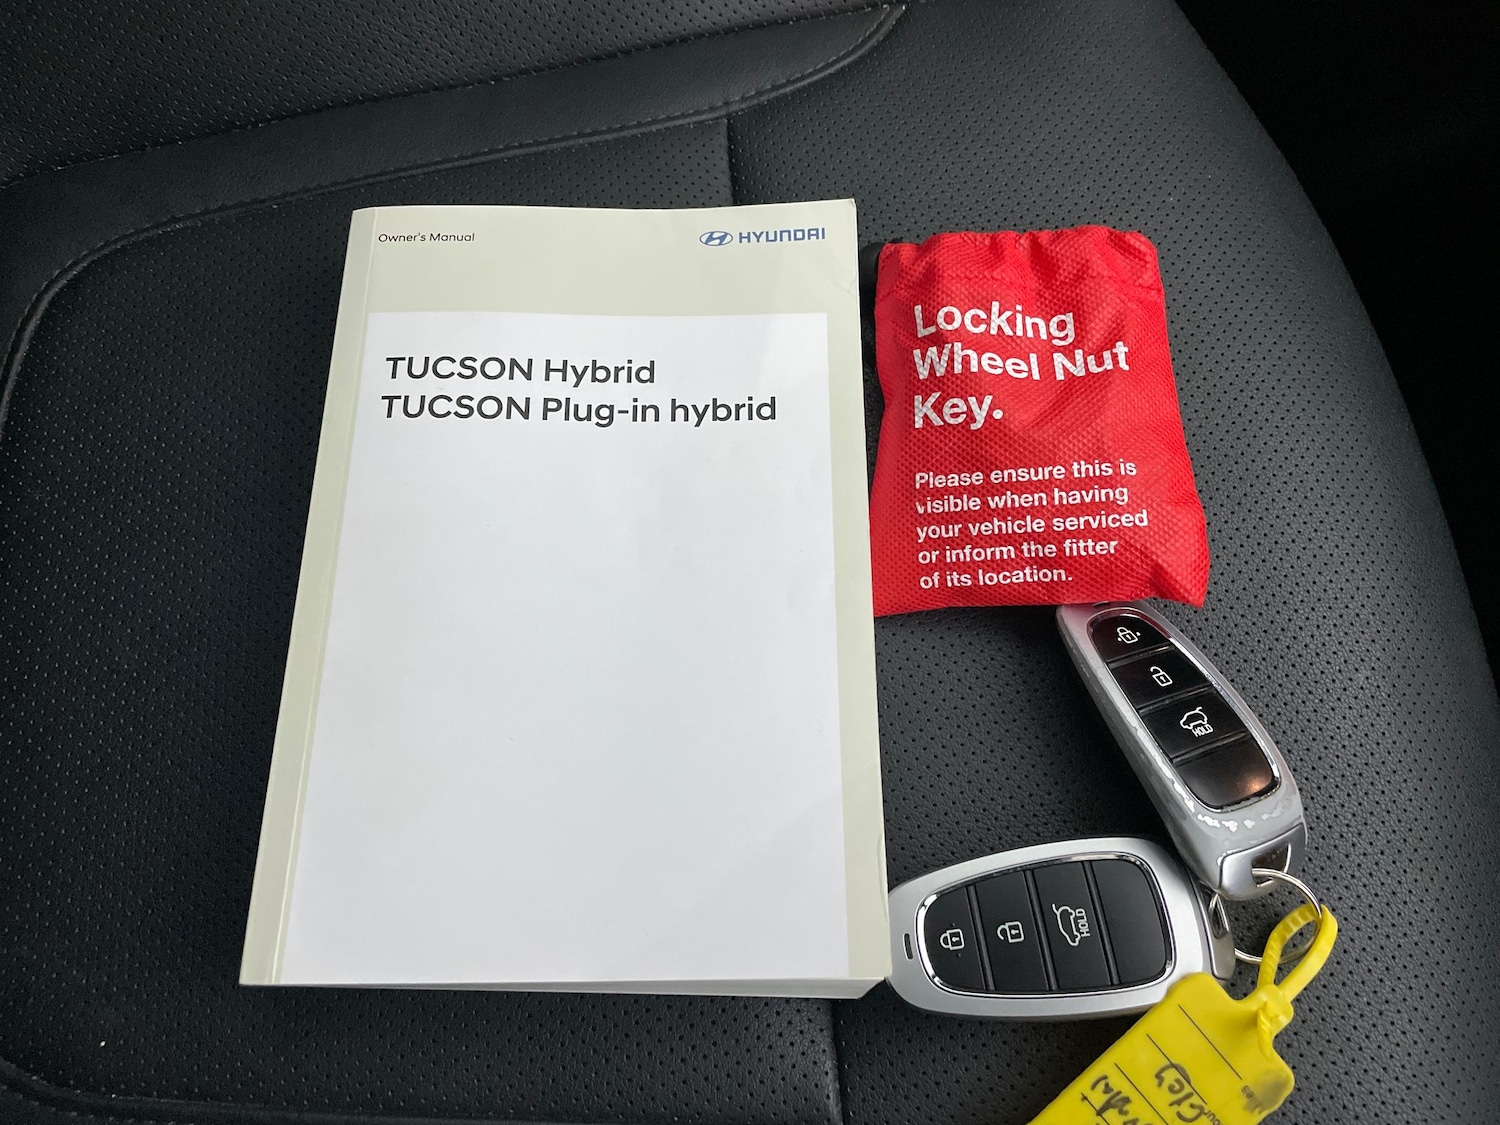 Owner's Manual
HYUNDAI
TUCSON Hybrid
TUCSON Plug-in hybrid
Locking
Wheel Nut
Key.
Please ensure this is
visible when having
your vehicle serviced
or inform the fitter
of its location.
HOLD
HOLD